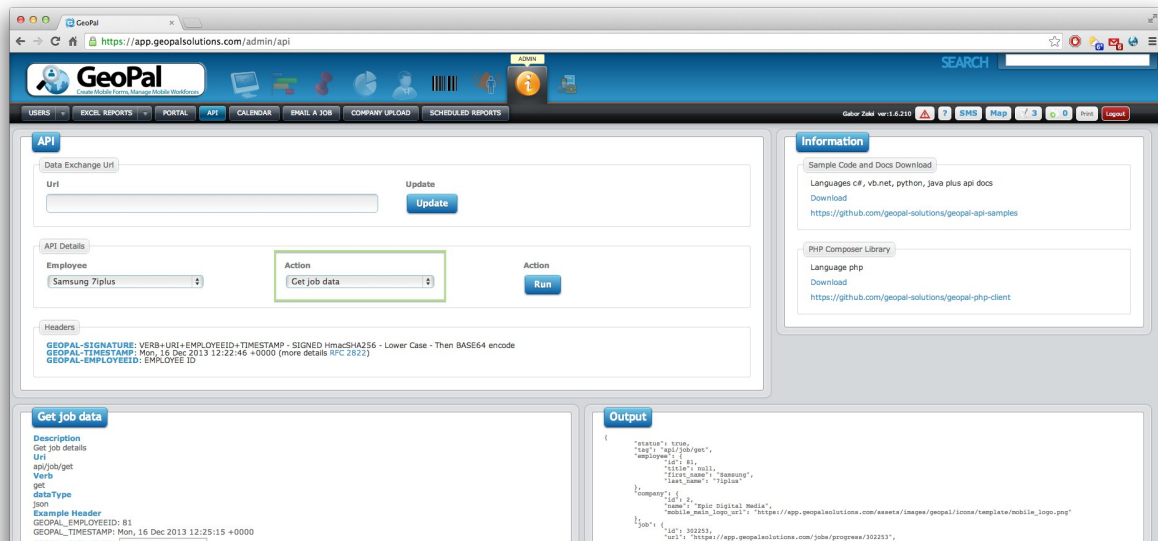 GeoPal
https://app.geopalsolutions.com/admin/api
GeoPal
Create Mobile Forms, Manage Mobile Workforces
ADMIN
SEARCH
USERS
EXCEL REPORTS
PORTAL
API
CALENDAR
EMAIL A JOB
COMPANY UPLOAD
SCHEDULED REPORTS
Gabor Zelei ver:1.6.210
?
SMS
Map
3
0
Print
Logout
API
Data Exchange Url
Url
Update
Update
API Details
Employee
Action
Action
Samsung 7iplus
Get job data
Run
Headers
GEOPAL-SIGNATURE: VERB+URI+EMPLOYEEID+TIMESTAMP - SIGNED HmacSHA256 - Lower Case - Then BASE64 encode
GEOPAL-TIMESTAMP: Mon, 16 Dec 2013 12:22:46 +0000 (more details RFC 2822)
GEOPAL-EMPLOYEEID: EMPLOYEE ID
Information
Sample Code and Docs Download
Languages c#, vb.net, python, java plus api docs
Download
https://github.com/geopal-solutions/geopal-api-samples
PHP Composer Library
Language php
Download
https://github.com/geopal-solutions/geopal-php-client
Get job data
Description
Get job details
Uri
api/job/get
Verb
get
dataType
json
Example Header
GEOPAL_EMPLOYEEID: 81
GEOPAL_TIMESTAMP: Mon, 16 Dec 2013 12:25:15 +0000
Output
{
"status": true,
"tag": "api/job/get",
"employee": {
"id": 81,
"title": null,
"first_name": "Samsung",
"last_name": "7iplus"
},
"company": {
"id": 2,
"name": "Epic Digital Media",
"mobile_main_logo_url": "https://app.geopalsolutions.com/assets/images/geopal/icons/template/mobile_logo.png"
},
"job": {
"id": 302253,
"url": "https://app.geopalsolutions.com/jobs/progress/302253",